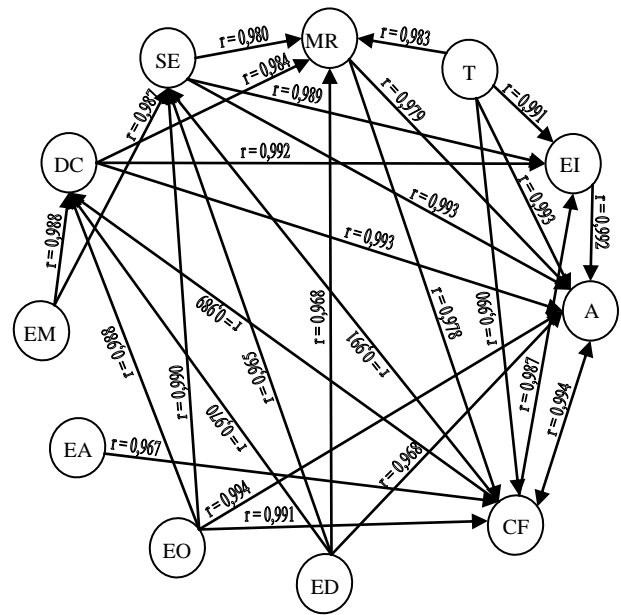 MR
SE
T
DC
EI
EM
A
EA
CF
EO
ED
r = 0,980
r = 0,983
r = 0,984
r = 0,987
r = 0,989
r = 0,979
r = 0,991
r = 0,992
r = 0,993
r = 0,993
r = 0,992
r = 0,988
r = 0,993
r = 0,989
r = 0,968
r = 0,978
r = 0,990
r = 0,991
r = 0,987
r = 0,994
r = 0,988
r = 0,990
r = 0,965
r = 0,970
r = 0,967
r = 0,968
r = 0,994
r = 0,991